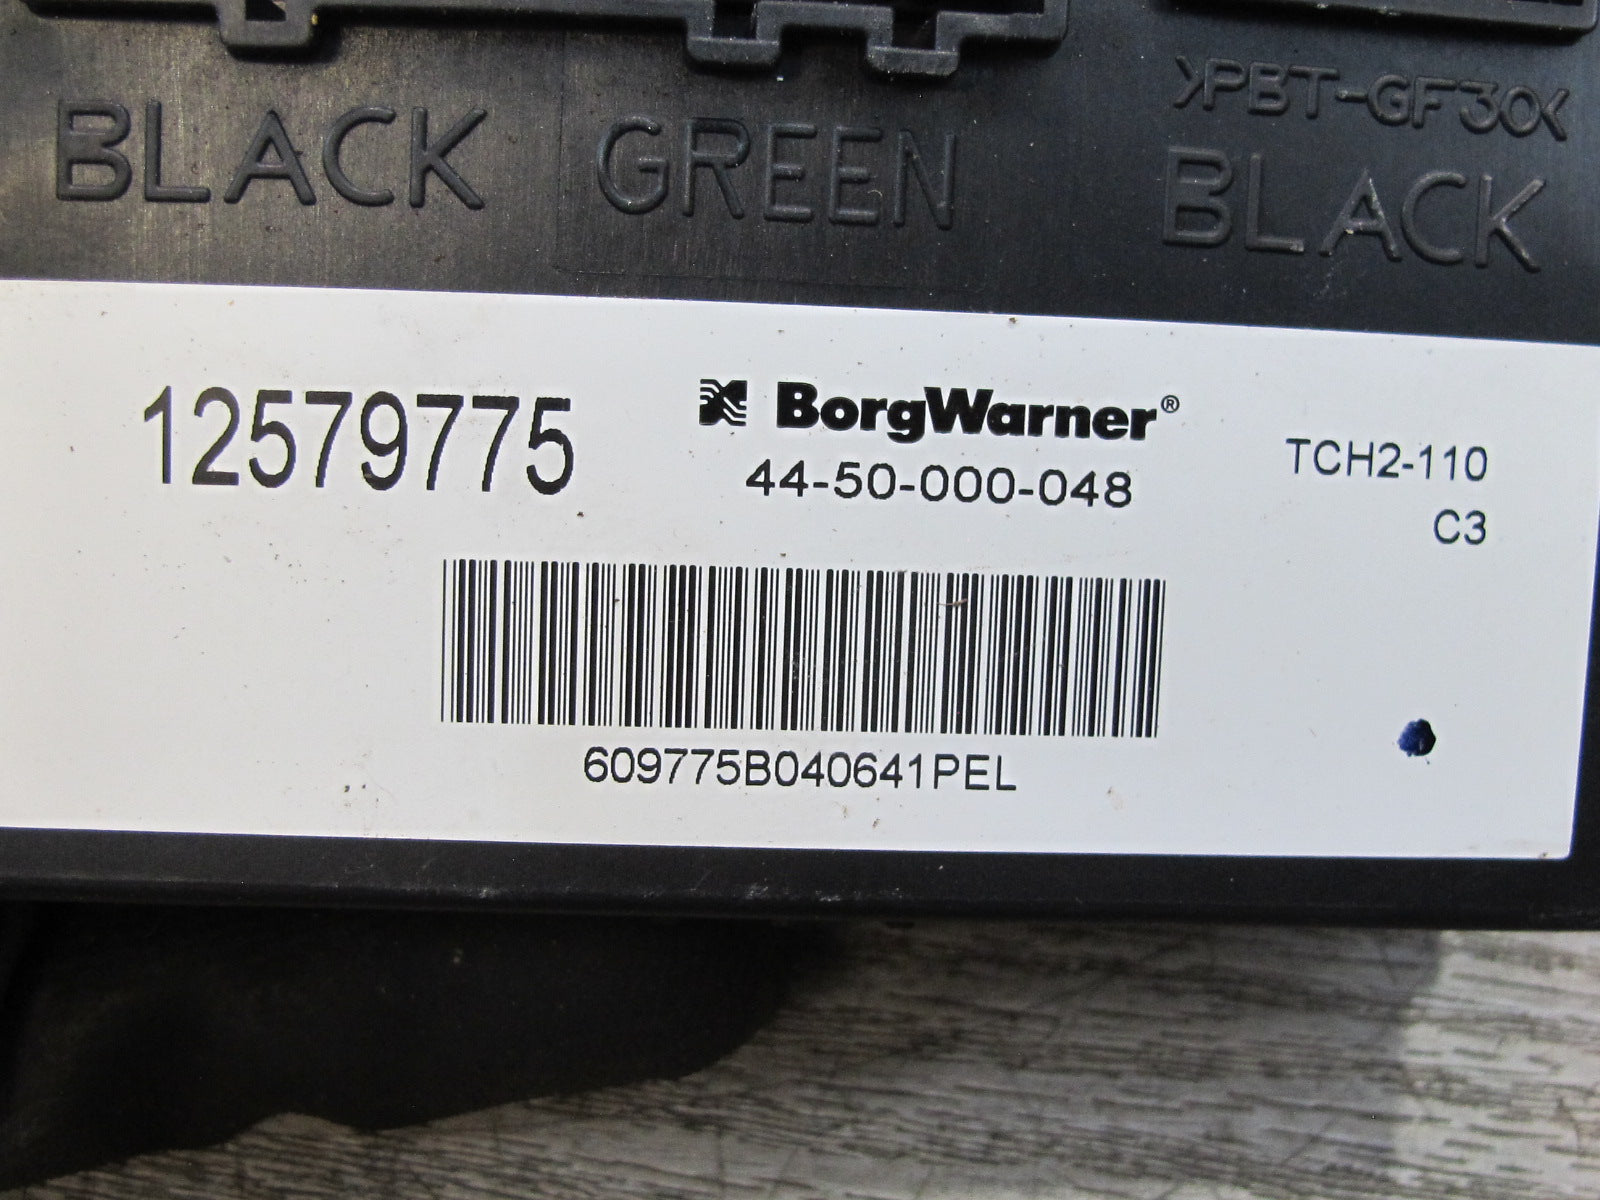 >PBT-GF30<
BLACK GREEN BLACK
12579775
BorgWarner®
44-50-000-048
TCH2-110
C3
609775B040641PEL